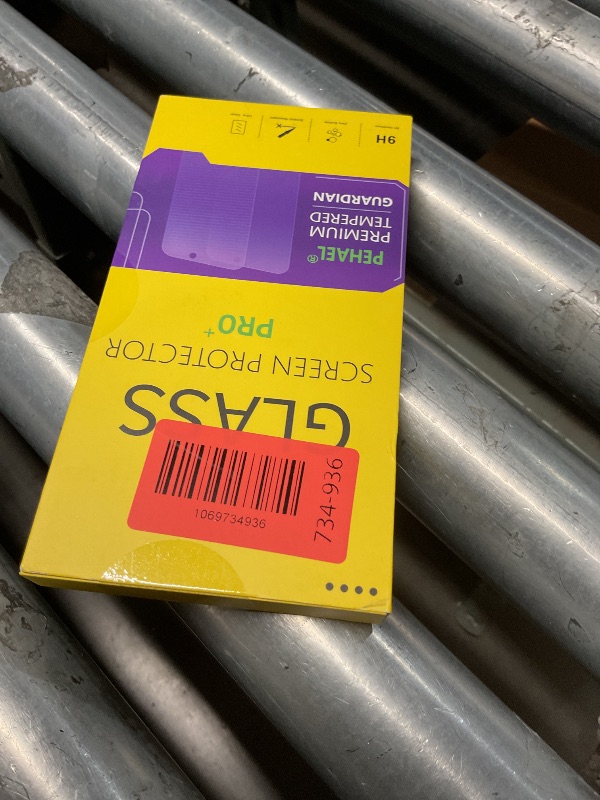 GLASS
SCREEN PROTECTOR
PRO+
PEHAEL®
PREMIUM
TEMPERED
GUARDIAN
9H
1069734936
734-936